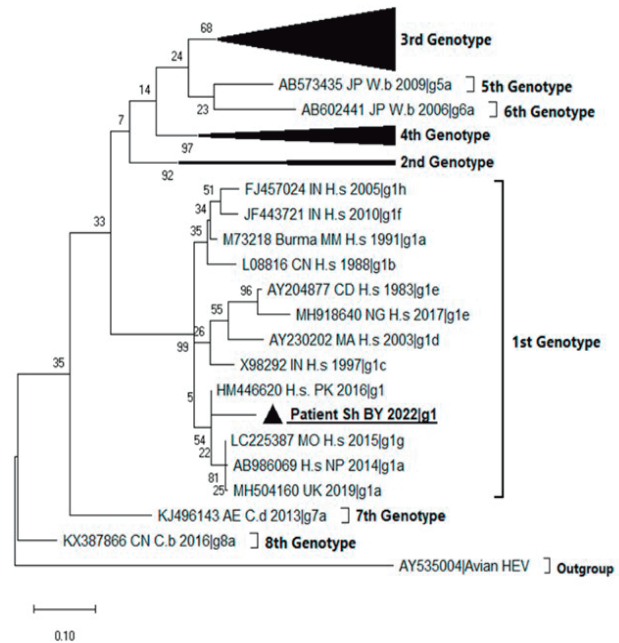 68
3rd Genotype
24
AB573435 JP W.b 2009|g5a
5th Genotype
14
23
AB602441 JP W.b 2006|g6a
6th Genotype
7
4th Genotype
97
2nd Genotype
92
51
FJ457024 IN H.s 2005|g1h
34
JF443721 IN H.s 2010|g1f
33
35
M73218 Burma MM H.s 1991|g1a
L08816 CN H.s 1988|g1b
96
AY204877 CD H.s 1983|g1e
55
MH918640 NG H.s 2017|g1e
26
AY230202 MA H.s 2003|g1d
1st Genotype
99
X98292 IN H.s 1997|g1c
35
5
HM446620 H.s. PK 2016|g1
Patient Sh BY 2022|g1
54
LC225387 MO H.s 2015|g1g
22
AB986069 H.s NP 2014|g1a
81
25
MH504160 UK 2019|g1a
KJ496143 AE C.d 2013|g7a
7th Genotype
KX387866 CN C.b 2016|g8a
8th Genotype
AY535004|Avian HEV
Outgroup
0.10